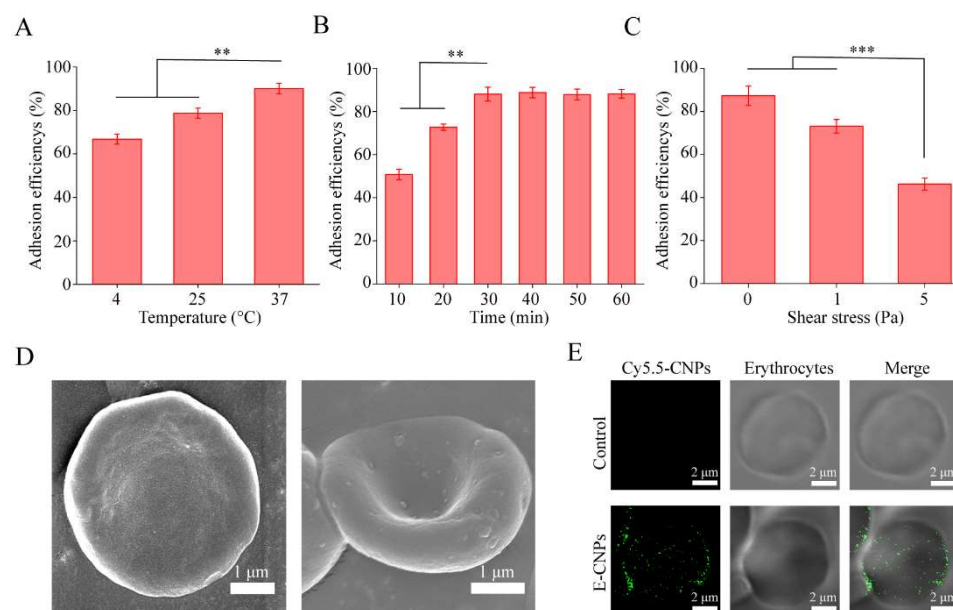 A
Adhesion efficiencys (%)
100
80
60
40
20
0
**
4 25 37
Temperature (°C)
B
Adhesion efficiencys (%)
100
80
60
40
20
0
**
10 20 30 40 50 60
Time (min)
C
Adhesion efficiencys (%)
100
80
60
40
20
0
***
0 1 5
Shear stress (Pa)
D
1 μm
1 μm
E
Cy5.5-CNPs Erythrocytes Merge
Control
2 μm 2 μm 2 μm
E-CNPs
2 μm 2 μm 2 μm